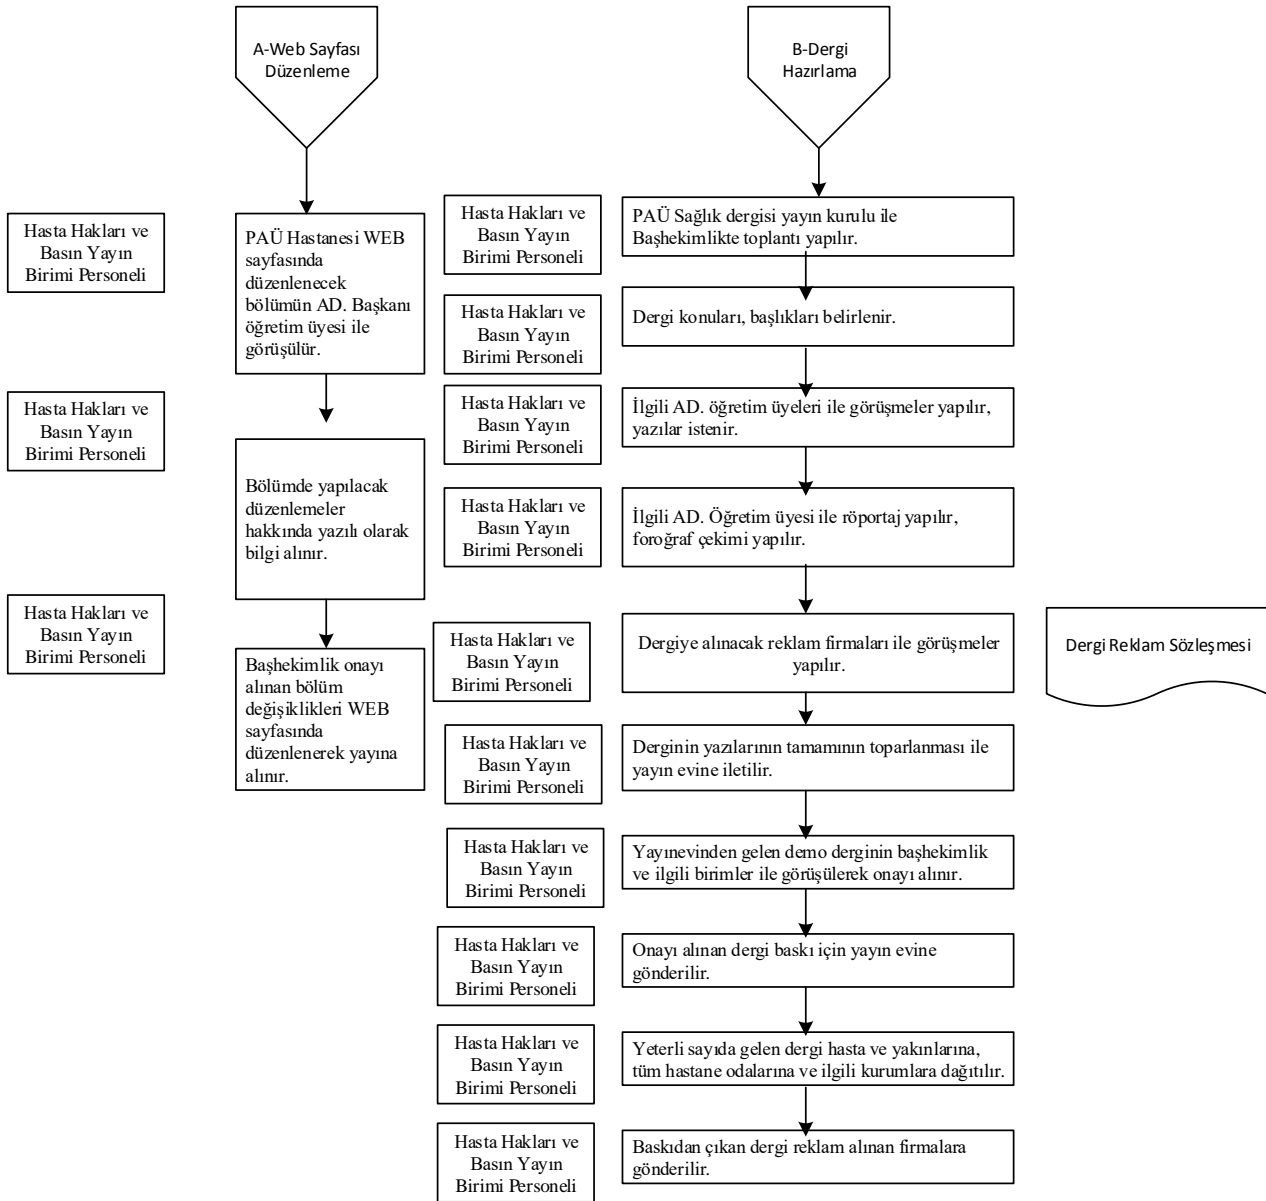 A-Web Sayfası
Düzenleme
Hasta Hakları ve
Basın Yayın
Birimi Personeli
PAÜ Hastanesi WEB
sayfasında
düzenlenecek
bölümün AD. Başkanı
öğretim üyesi ile
görüşülür.
Hasta Hakları ve
Basın Yayın
Birimi Personeli
Bölümde yapılacak
düzenlemeler
hakkında yazılı olarak
bilgi alınır.
Hasta Hakları ve
Basın Yayın
Birimi Personeli
Başhekimlik onayı
alınan bölüm
değişiklikleri WEB
sayfasında
düzenlenerek yayına
alınır.
B-Dergi
Hazırlama
Hasta Hakları ve
Basın Yayın
Birimi Personeli
PAÜ Sağlık dergisi yayın kurulu ile
Başhekimlikte toplantı yapılır.
Hasta Hakları ve
Basın Yayın
Birimi Personeli
Dergi konuları, başlıkları belirlenir.
Hasta Hakları ve
Basın Yayın
Birimi Personeli
İlgili AD. öğretim üyeleri ile görüşmeler yapılır,
yazılar istenir.
Hasta Hakları ve
Basın Yayın
Birimi Personeli
İlgili AD. Öğretim üyesi ile röportaj yapılır,
foroğraf çekimi yapılır.
Hasta Hakları ve
Basın Yayın
Birimi Personeli
Dergiye alınacak reklam firmaları ile görüşmeler
yapılır.
Dergi Reklam Sözleşmesi
Hasta Hakları ve
Basın Yayın
Birimi Personeli
Derginin yazılarının tamamının toparlanması ile
yayın evine iletilir.
Hasta Hakları ve
Basın Yayın
Birimi Personeli
Yayınevinden gelen demo derginin başhekimlik
ve ilgili birimler ile görüşülerek onayı alınır.
Hasta Hakları ve
Basın Yayın
Birimi Personeli
Onayı alınan dergi baskı için yayın evine
gönderilir.
Hasta Hakları ve
Basın Yayın
Birimi Personeli
Yeterli sayıda gelen dergi hasta ve yakınlarına,
tüm hastane odalarına ve ilgili kurumlara dağıtılır.
Hasta Hakları ve
Basın Yayın
Birimi Personeli
Baskıdan çıkan dergi reklam alınan firmalara
gönderilir.